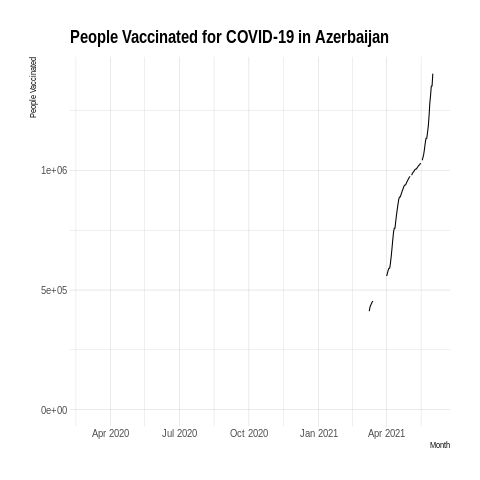 People Vaccinated for COVID-19 in Azerbaijan
People Vaccinated
1e+06
5e+05
0e+00
Apr 2020 Jul 2020 Oct 2020 Jan 2021 Apr 2021
Month